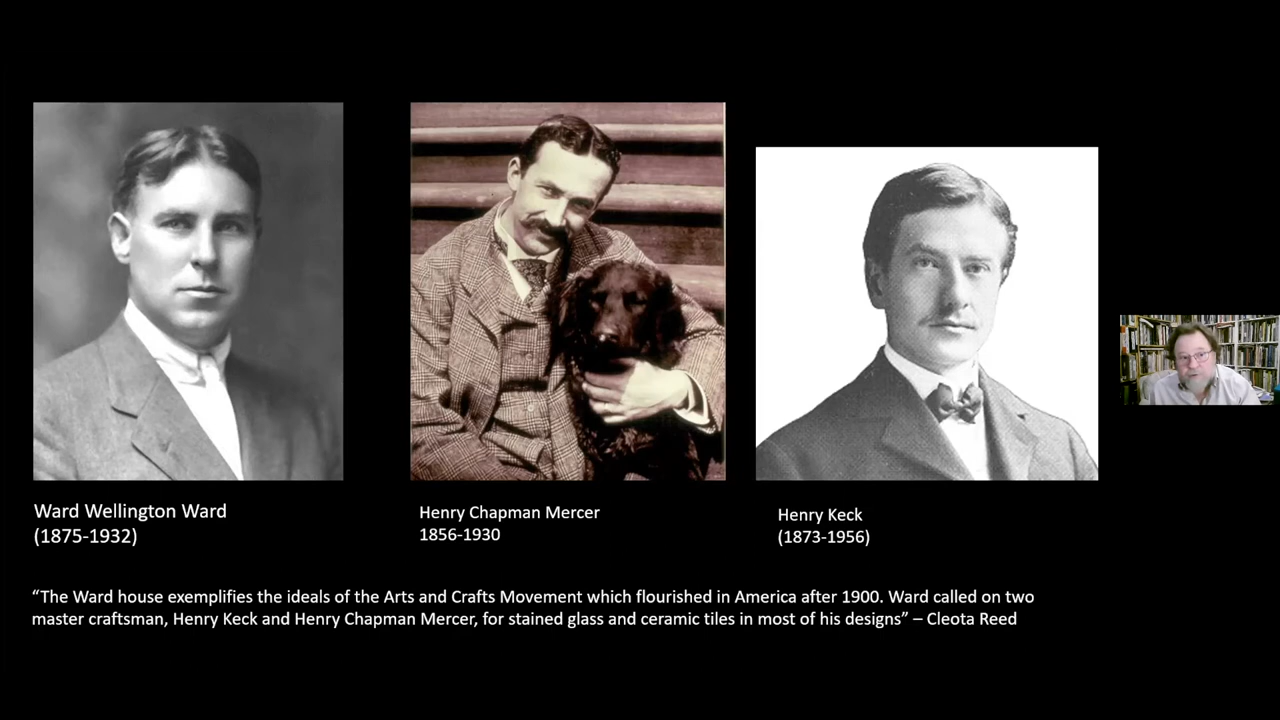 Ward Wellington Ward
(1875-1932)
Henry Chapman Mercer
1856-1930
Henry Keck
(1873-1956)
“The Ward house exemplifies the ideals of the Arts and Crafts Movement which flourished in America after 1900. Ward called on two
master craftsman, Henry Keck and Henry Chapman Mercer, for stained glass and ceramic tiles in most of his designs” – Cleota Reed